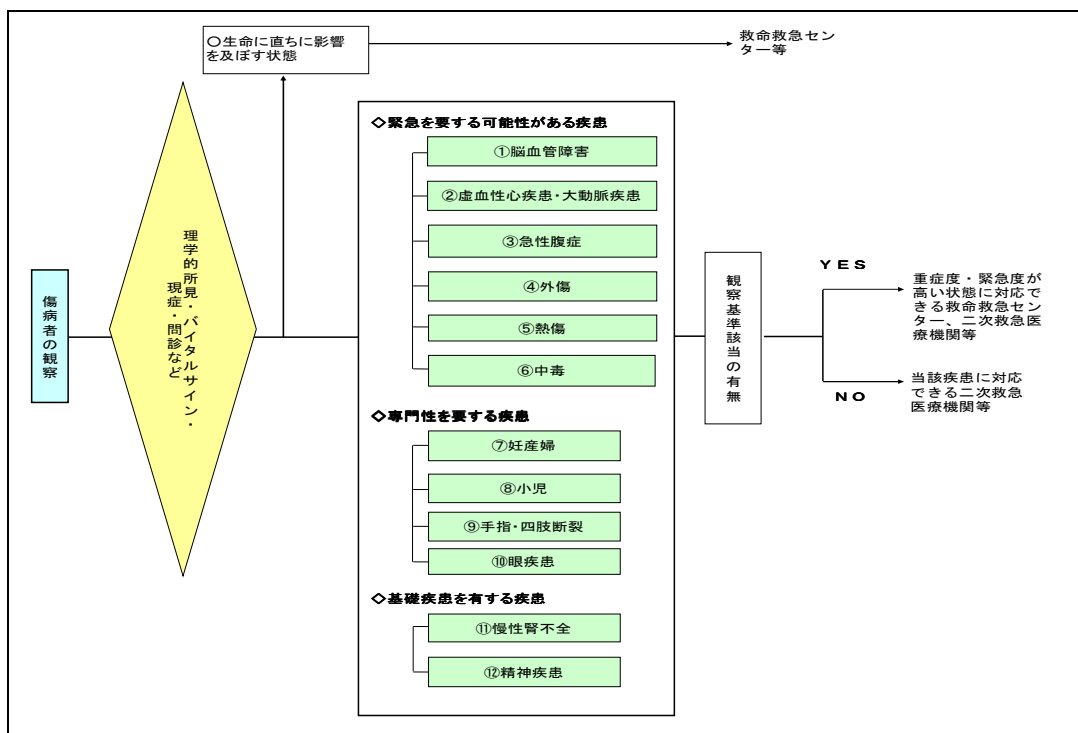 〇生命に直ちに影響
を及ぼす状態
救命救急セン
ター等
傷病者の観察
理学的所見・バイタルサイン・
現症・問診など
◇緊急を要する可能性がある疾患
①脳血管障害
②虚血性心疾患・大動脈疾患
③急性腹症
④外傷
⑤熱傷
⑥中毒
◇専門性を要する疾患
⑦妊産婦
⑧小児
⑨手指・四肢断裂
⑩眼疾患
◇基礎疾患を有する疾患
⑪慢性腎不全
⑫精神疾患
観察基準該当の有無
YES
重症度・緊急度が
高い状態に対応で
きる救命救急セン
ター、二次救急医
療機関等
NO
当該疾患に対応
できる二次救急
医療機関等